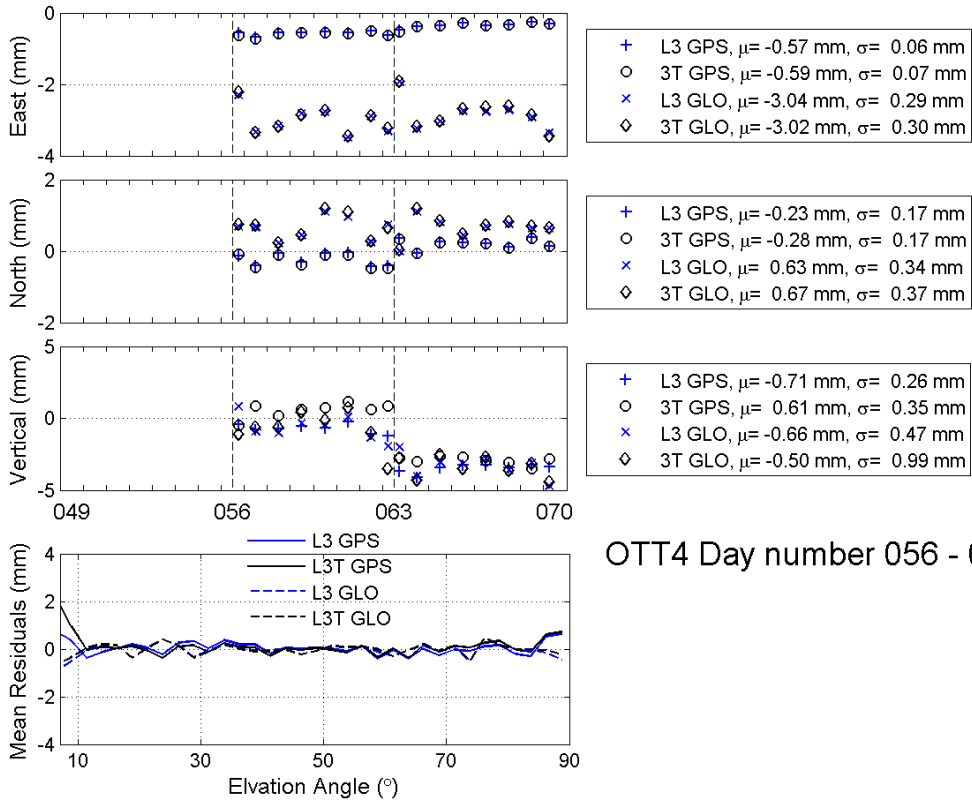 East (mm)
0
-2
-4
+ L3 GPS, μ= -0.57 mm, σ= 0.06 mm
○ 3T GPS, μ= -0.59 mm, σ= 0.07 mm
× L3 GLO, μ= -3.04 mm, σ= 0.29 mm
◇ 3T GLO, μ= -3.02 mm, σ= 0.30 mm
North (mm)
2
0
-2
+ L3 GPS, μ= -0.23 mm, σ= 0.17 mm
○ 3T GPS, μ= -0.28 mm, σ= 0.17 mm
× L3 GLO, μ= 0.63 mm, σ= 0.34 mm
◇ 3T GLO, μ= 0.67 mm, σ= 0.37 mm
Vertical (mm)
5
0
-5
049 056 063 070
+ L3 GPS, μ= -0.71 mm, σ= 0.26 mm
○ 3T GPS, μ= 0.61 mm, σ= 0.35 mm
× L3 GLO, μ= -0.66 mm, σ= 0.47 mm
◇ 3T GLO, μ= -0.50 mm, σ= 0.99 mm
Mean Residuals (mm)
4
2
0
-2
-4
L3 GPS
L3T GPS
L3 GLO
L3T GLO
10 30 50 70 90
Elvation Angle (°)
OTT4 Day number 056 -